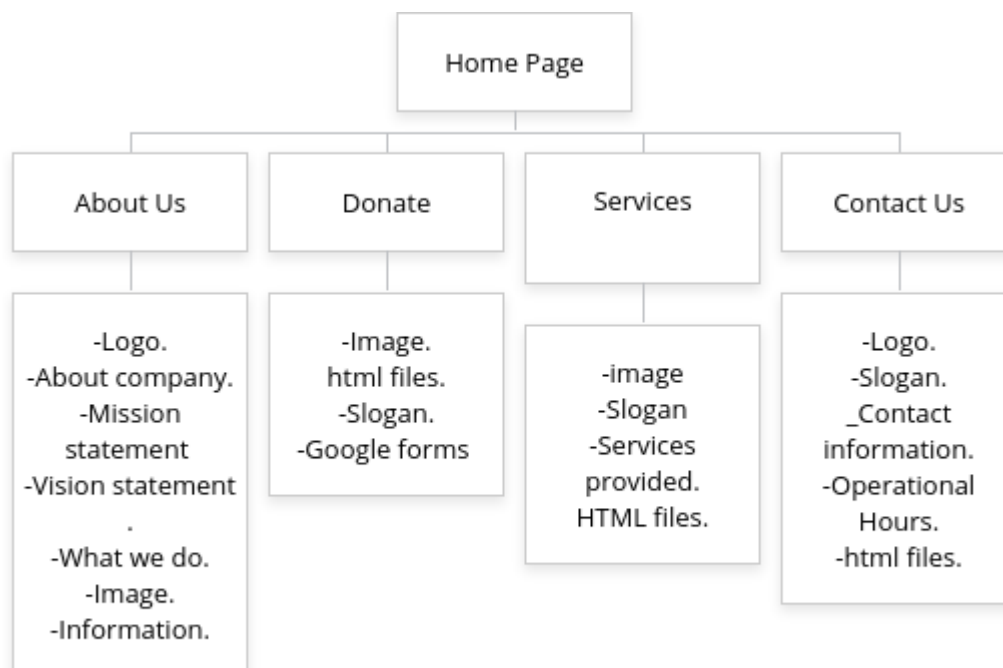 Home Page
About Us
Donate
Services
Contact Us
-Logo.
-About company.
-Mission
statement
-Vision statement
.
-What we do.
-Image.
-Information.
-Image.
html files.
-Slogan.
-Google forms
-image
-Slogan
-Services
provided.
HTML files.
-Logo.
-Slogan.
_Contact
information.
-Operational
Hours.
-html files.